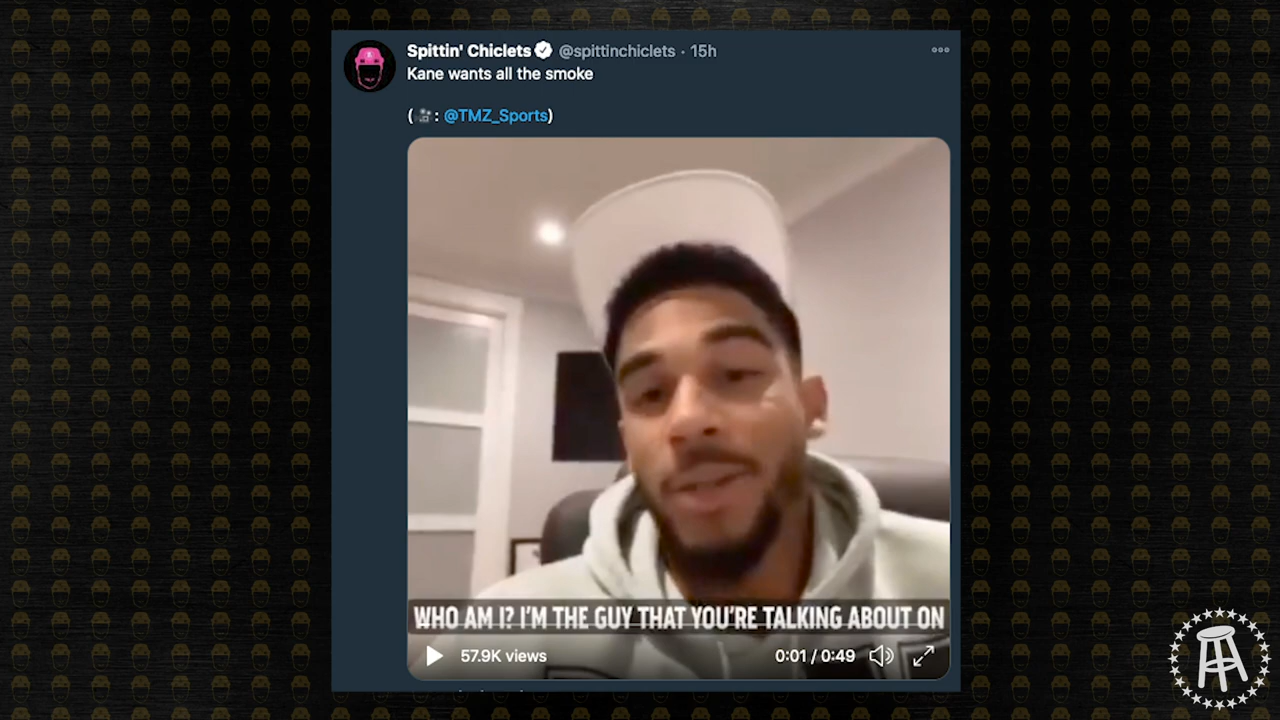 Spittin' Chiclets @spittinchiclets · 15h
Kane wants all the smoke
(🎥: @TMZ_Sports)
WHO AM I? I'M THE GUY THAT YOU'RE TALKING ABOUT ON
57.9K views 0:01 / 0:49